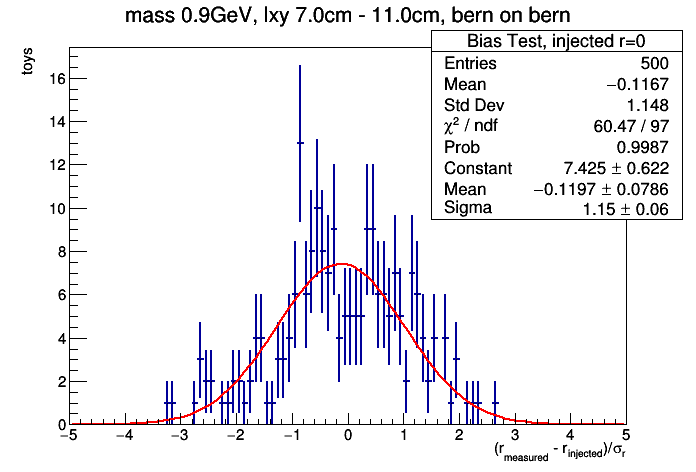 mass 0.9GeV, lxy 7.0cm - 11.0cm, bern on bern
Bias Test, injected r=0
Entries 500
Mean −0.1167
Std Dev 1.148
χ² / ndf 60.47 / 97
Prob 0.9987
Constant 7.425 ± 0.622
Mean −0.1197 ± 0.0786
Sigma 1.15 ± 0.06
toys
16
14
12
10
8
6
4
2
0
−5 −4 −3 −2 −1 0 1 2 3 4 5
(r_measured - r_injected)/σ_r